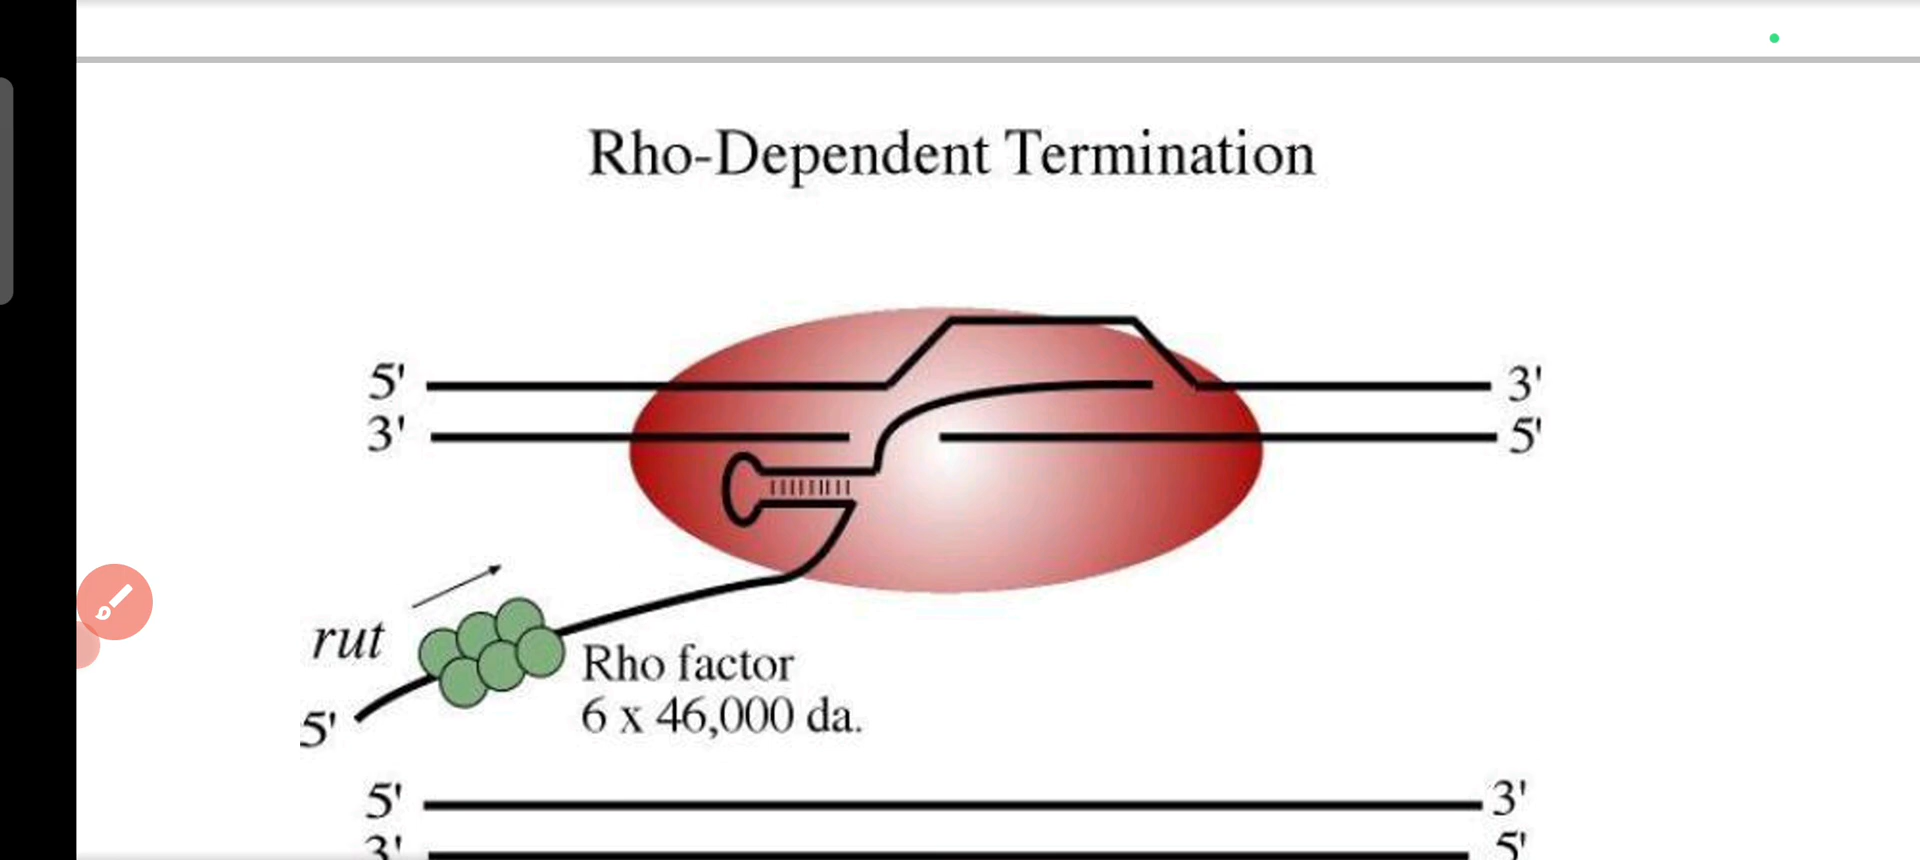 Rho-Dependent Termination
5' 3'
3' 5'
rut
Rho factor
6 x 46,000 da.
5'
5' 3'
3' 5'